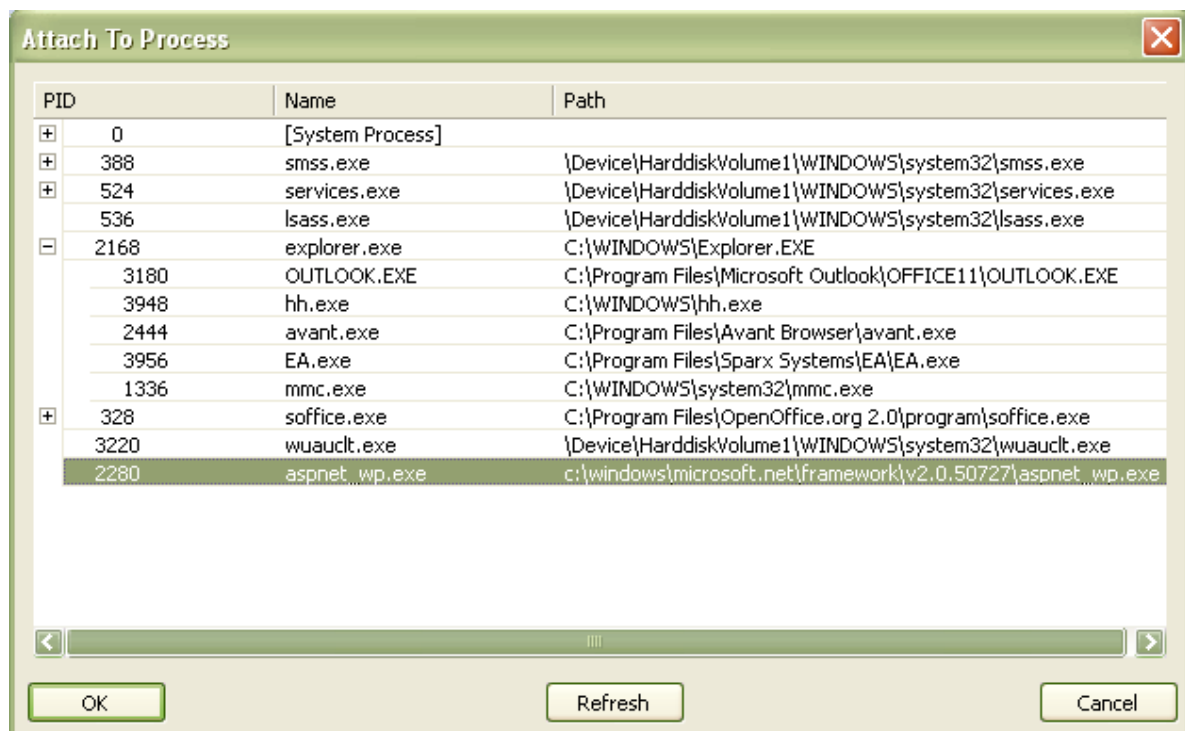 Attach To Process
PID Name Path
0 [System Process]
388 smss.exe \Device\HarddiskVolume1\WINDOWS\system32\smss.exe
524 services.exe \Device\HarddiskVolume1\WINDOWS\system32\services.exe
536 lsass.exe \Device\HarddiskVolume1\WINDOWS\system32\lsass.exe
2168 explorer.exe C:\WINDOWS\Explorer.EXE
3180 OUTLOOK.EXE C:\Program Files\Microsoft Outlook\OFFICE11\OUTLOOK.EXE
3948 hh.exe C:\WINDOWS\hh.exe
2444 avant.exe C:\Program Files\Avant Browser\avant.exe
3956 EA.exe C:\Program Files\Sparx Systems\EA\EA.exe
1336 mmc.exe C:\WINDOWS\system32\mmc.exe
328 soffice.exe C:\Program Files\OpenOffice.org 2.0\program\soffice.exe
3220 wuauclt.exe \Device\HarddiskVolume1\WINDOWS\system32\wuauclt.exe
2280 aspnet_wp.exe c:\windows\microsoft.net\framework\v2.0.50727\aspnet_wp.exe
OK Refresh Cancel